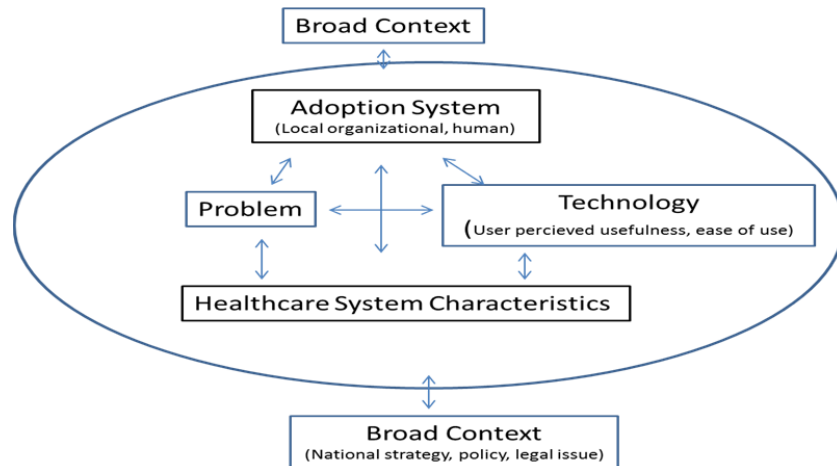 Broad Context
Adoption System
(Local organizational, human)
Problem
Technology
(User percieved usefulness, ease of use)
Healthcare System Characteristics
Broad Context
(National strategy, policy, legal issue)